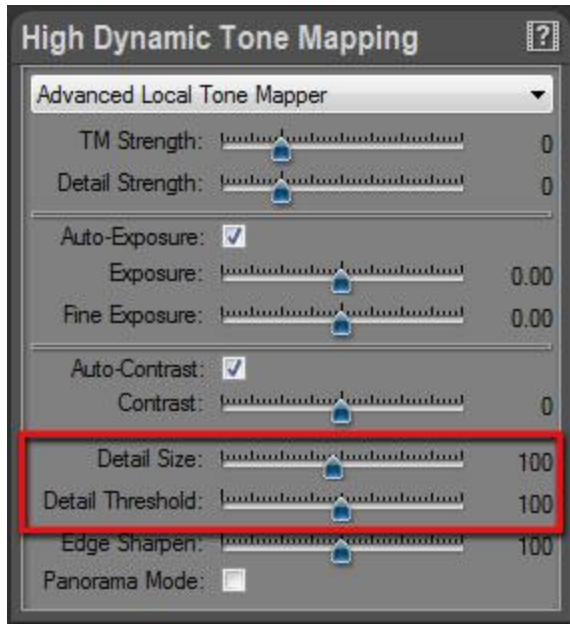 High Dynamic Tone Mapping ?
Advanced Local Tone Mapper
TM Strength: 0
Detail Strength: 0
Auto-Exposure:
Exposure: 0.00
Fine Exposure: 0.00
Auto-Contrast:
Contrast: 0
Detail Size: 100
Detail Threshold: 100
Edge Sharpen: 100
Panorama Mode: